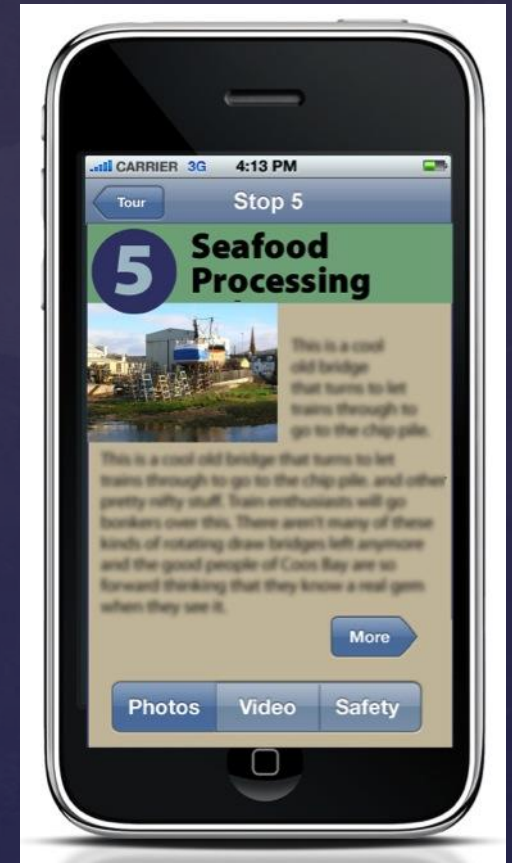 CARRIER 3G 4:13 PM
Tour Stop 5
5 Seafood
Processing
This is a cool
old bridge
that turns to let
trains through to
go to the chip pile.
This is a cool old bridge that turns to let
trains through to go to the chip pile. and other
pretty nifty stuff. Train enthusiasts will go
bonkers over this. There aren't many of these
kinds of rotating draw bridges left anymore
and the good people of Coos Bay are so
forward thinking that they know a real gem
when they see it.
More
Photos Video Safety